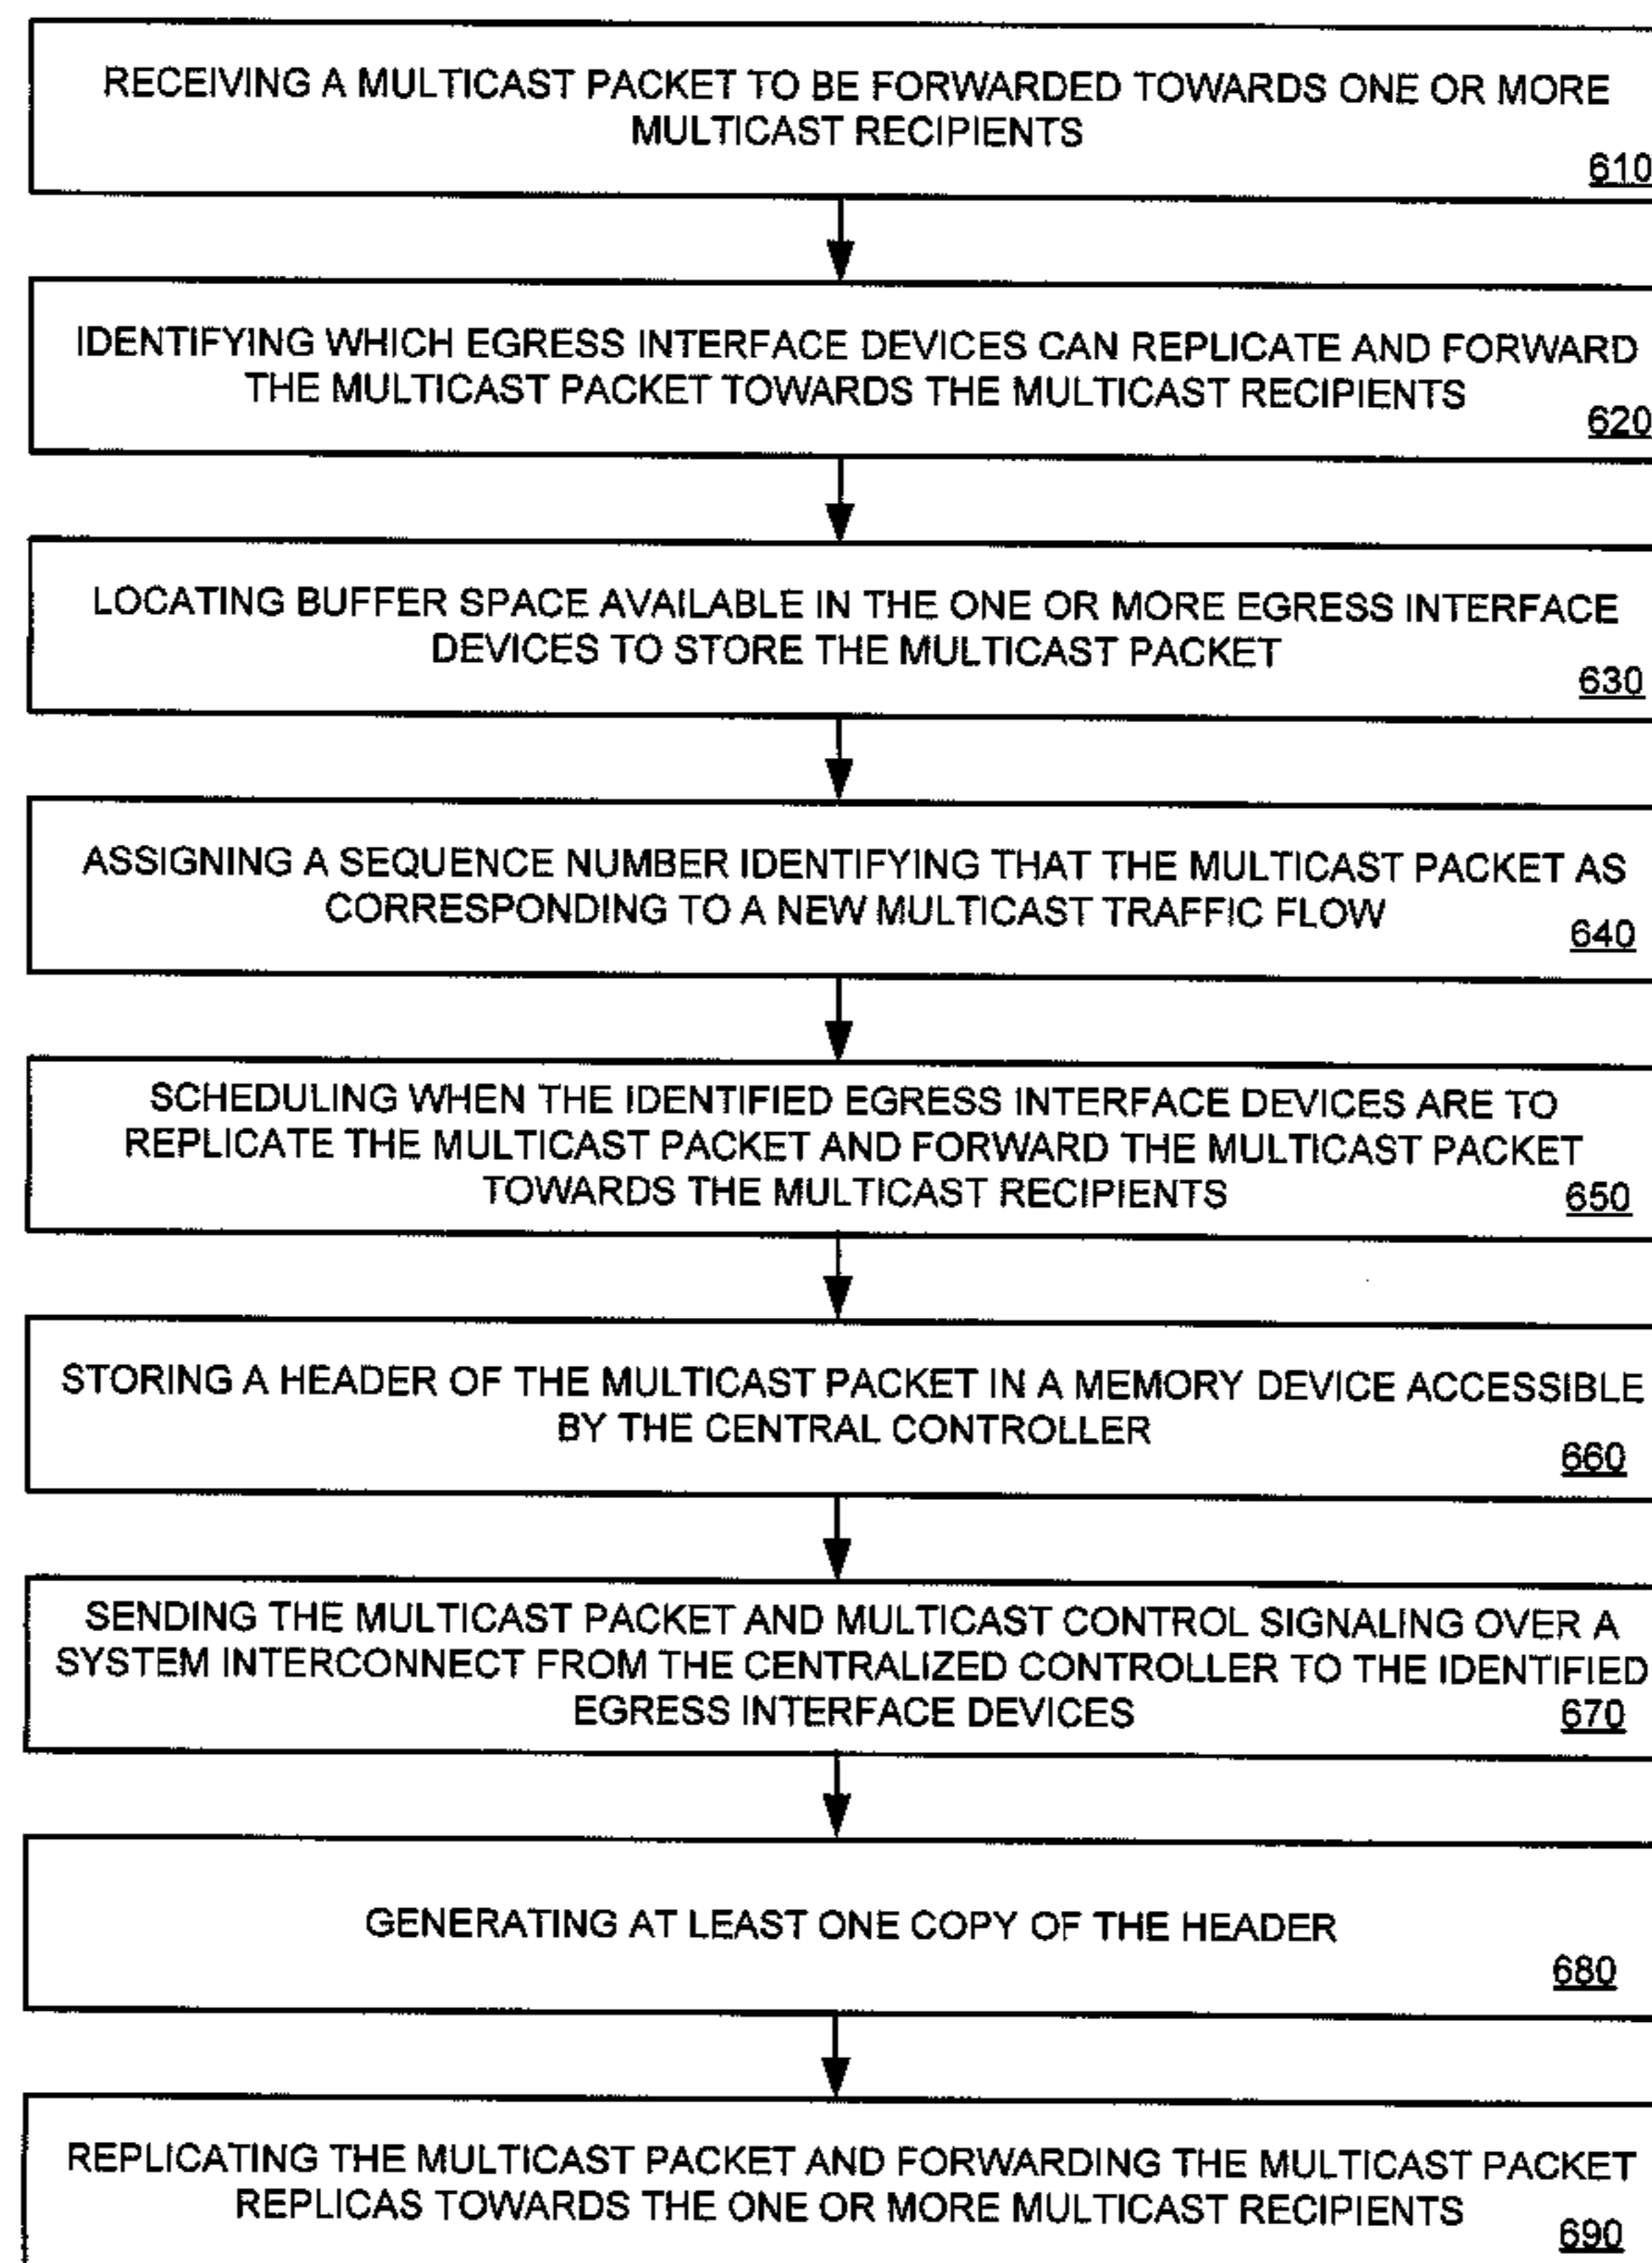 RECEIVING A MULTICAST PACKET TO BE FORWARDED TOWARDS ONE OR MORE
MULTICAST RECIPIENTS
610
IDENTIFYING WHICH EGRESS INTERFACE DEVICES CAN REPLICATE AND FORWARD
THE MULTICAST PACKET TOWARDS THE MULTICAST RECIPIENTS
620
LOCATING BUFFER SPACE AVAILABLE IN THE ONE OR MORE EGRESS INTERFACE
DEVICES TO STORE THE MULTICAST PACKET
630
ASSIGNING A SEQUENCE NUMBER IDENTIFYING THAT THE MULTICAST PACKET AS
CORRESPONDING TO A NEW MULTICAST TRAFFIC FLOW
640
SCHEDULING WHEN THE IDENTIFIED EGRESS INTERFACE DEVICES ARE TO
REPLICATE THE MULTICAST PACKET AND FORWARD THE MULTICAST PACKET
TOWARDS THE MULTICAST RECIPIENTS
650
STORING A HEADER OF THE MULTICAST PACKET IN A MEMORY DEVICE ACCESSIBLE
BY THE CENTRAL CONTROLLER
660
SENDING THE MULTICAST PACKET AND MULTICAST CONTROL SIGNALING OVER A
SYSTEM INTERCONNECT FROM THE CENTRALIZED CONTROLLER TO THE IDENTIFIED
EGRESS INTERFACE DEVICES
670
GENERATING AT LEAST ONE COPY OF THE HEADER
680
REPLICATING THE MULTICAST PACKET AND FORWARDING THE MULTICAST PACKET
REPLICAS TOWARDS THE ONE OR MORE MULTICAST RECIPIENTS
690